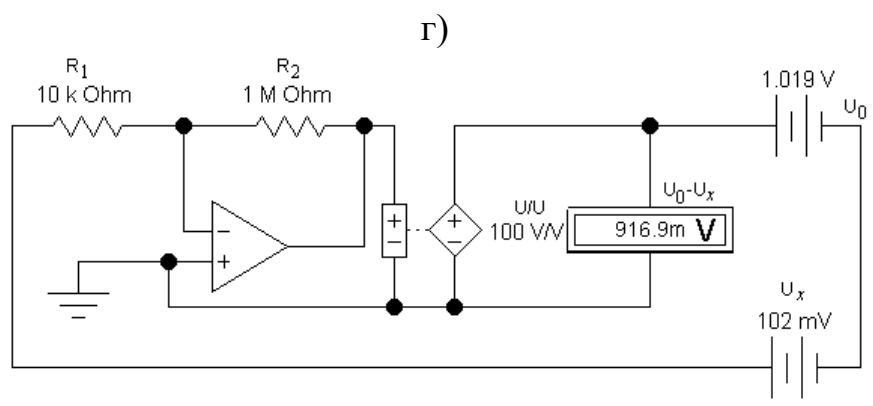 г)
R1
10 k Ohm
R2
1 M Ohm
1.019 V
U0
U0-Ux
U/U
100 V/V
916.9m V
Ux
102 mV